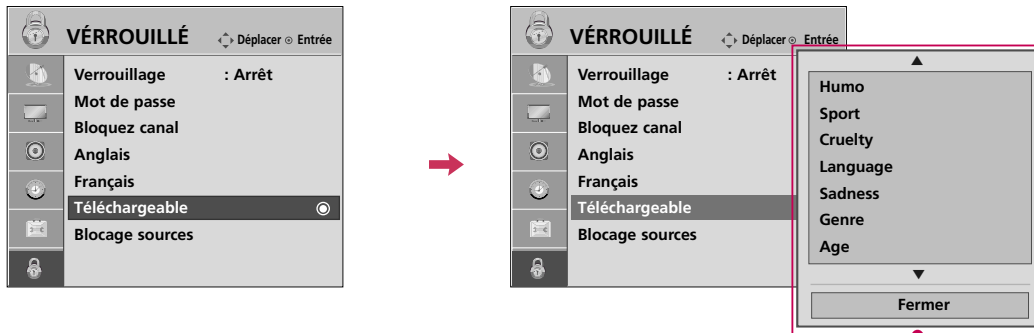 VÉRROUILLÉ Déplacer Entrée
Verrouillage : Arrêt
Mot de passe
Bloquez canal
Anglais
Français
Téléchargeable
Blocage sources
VÉRROUILLÉ Déplacer Entrée
Verrouillage : Arrêt
Mot de passe
Bloquez canal
Anglais
Français
Téléchargeable
Blocage sources
Humo
Sport
Cruelty
Language
Sadness
Genre
Age
Fermer